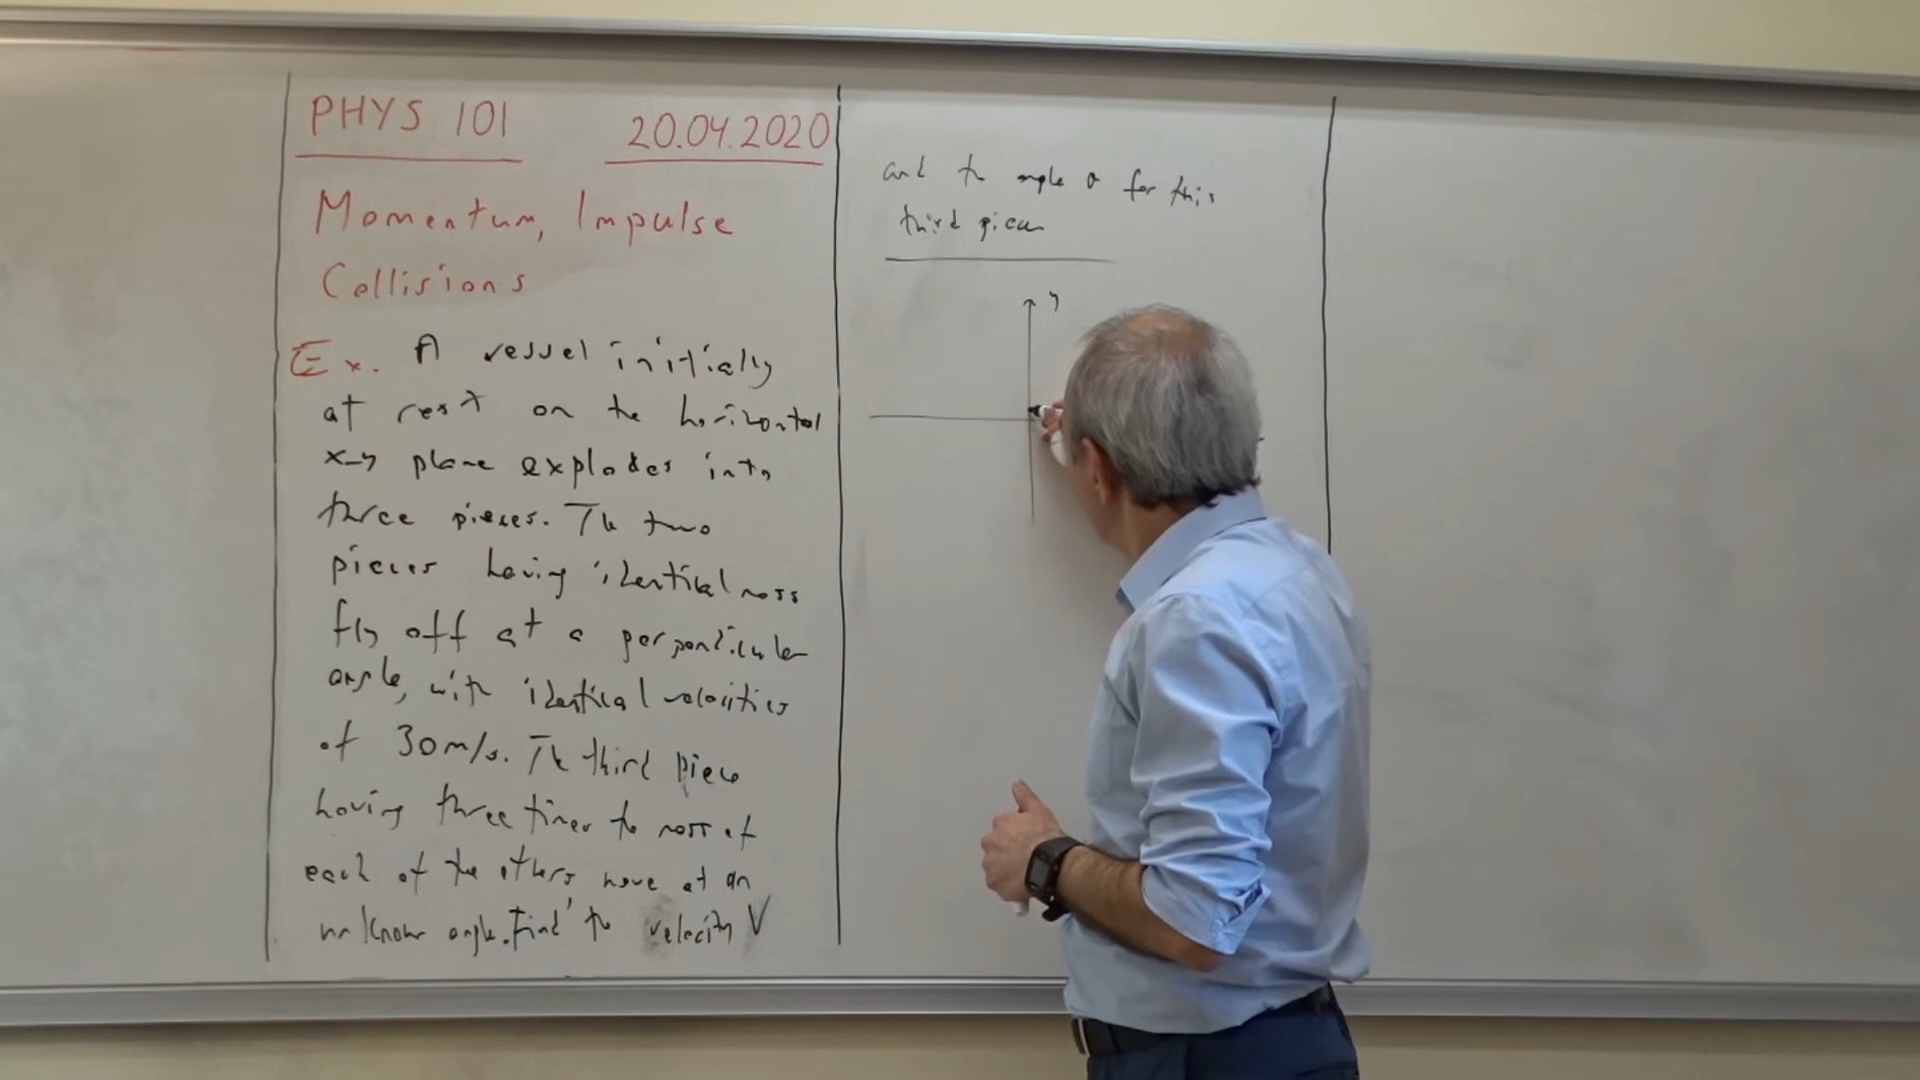 PHYS 101 20.04.2020
Momentum, Impulse
Collisions
Ex. A vessel initially
at rest on the horizontal
x-y plane explodes into
three pieces. The two
pieces having identical mass
fly off at a perpendicular
angle, with identical velocities
of 30m/s. The third piece
having three times the mass of
each of the others move at an
unknown angle. Find the velocity V
and the angle θ for this
third piece
y